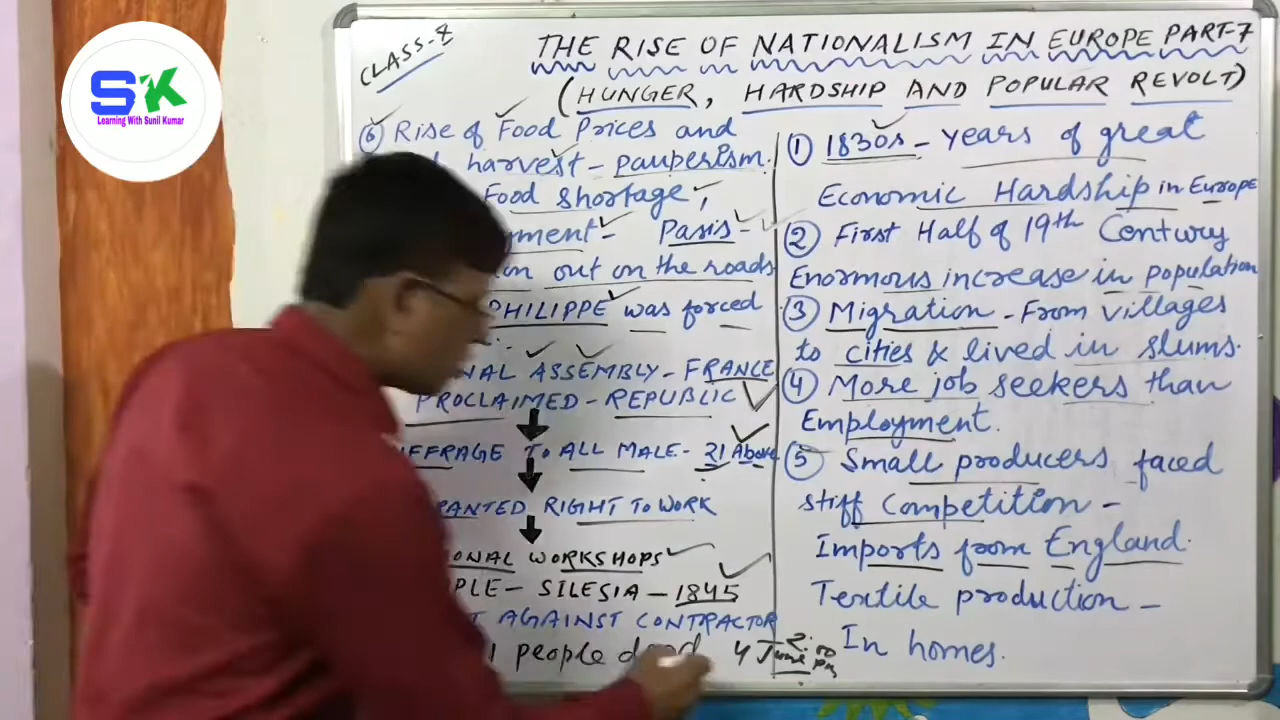 SK
Learning With Sunil Kumar
CLASS-X
THE RISE OF NATIONALISM IN EUROPE PART-7
(HUNGER, HARDSHIP AND POPULAR REVOLT)
① 1830s - Years of great
Economic Hardship in Europe
② First Half of 19th Century
Enormous increase in population
③ Migration - From villages
to cities & lived in slums.
④ More job seekers than
Employment.
⑤ Small producers faced
stiff Competition -
Imports from England
Textile production -
In homes.
⑥ Rise of Food Prices and
harvest - pauperism.
Food shortage,
Paris -
out on the roads
PHILIPPE was forced
ASSEMBLY - FRANCE
PROCLAIMED - REPUBLIC
TO ALL MALE - 21 Above
RIGHT TO WORK
WORKSHOPS
SILESIA - 1845
AGAINST CONTRACTOR
11 people 4 June 2:00 pm